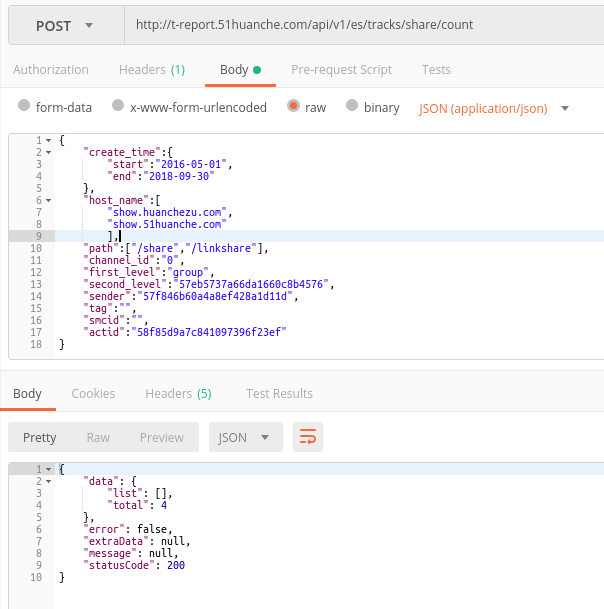 POST http://t-report.51huanche.com/api/v1/es/tracks/share/count
Authorization Headers (1) Body Pre-request Script Tests
form-data x-www-form-urlencoded raw binary JSON (application/json)
1 {
2 "create_time":{
3 "start":"2016-05-01",
4 "end":"2018-09-30"
5 },
6 "host_name":[
7 "show.huanchezu.com",
8 "show.51huanche.com"
9 ],
10 "path":["/share","/linkshare"],
11 "channel_id":"0",
12 "first_level":"group",
13 "second_level":"57eb5737a66da1660c8b4576",
14 "sender":"57f846b60a4a8ef428a1d11d",
15 "tag":"",
16 "smcid":"",
17 "actid":"58f85d9a7c841097396f23ef"
18 }
Body Cookies Headers (5) Test Results
Pretty Raw Preview JSON
1 {
2 "data": {
3 "list": [],
4 "total": 4
5 },
6 "error": false,
7 "extraData": null,
8 "message": null,
9 "statusCode": 200
10 }